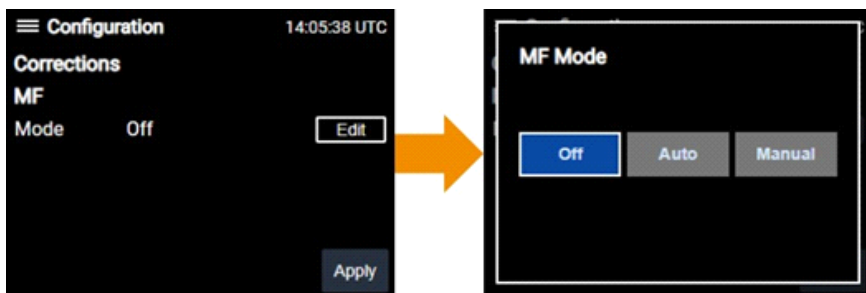 Configuration 14:05:38 UTC
Corrections
MF
Mode Off Edit
Apply
MF Mode
Off Auto Manual